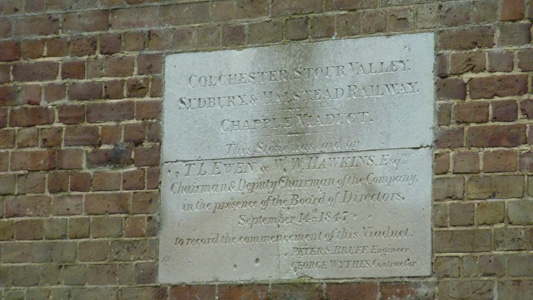 COLCHESTER, STOUR VALLEY,
SUDBURY, & HALSTEAD RAILWAY.
CHAPPLE VIADUCT.
This Stone was laid by
T. L. EVEN, & W. W. HAWKINS, Esqrs
Chairman & Deputy Chairman of the Company,
in the presence of the Board of Directors,
September 14th 1847
to record the commencement of this Viaduct.
PETER S. BRUFF Engineer
GEORGE WYTHES Contractor